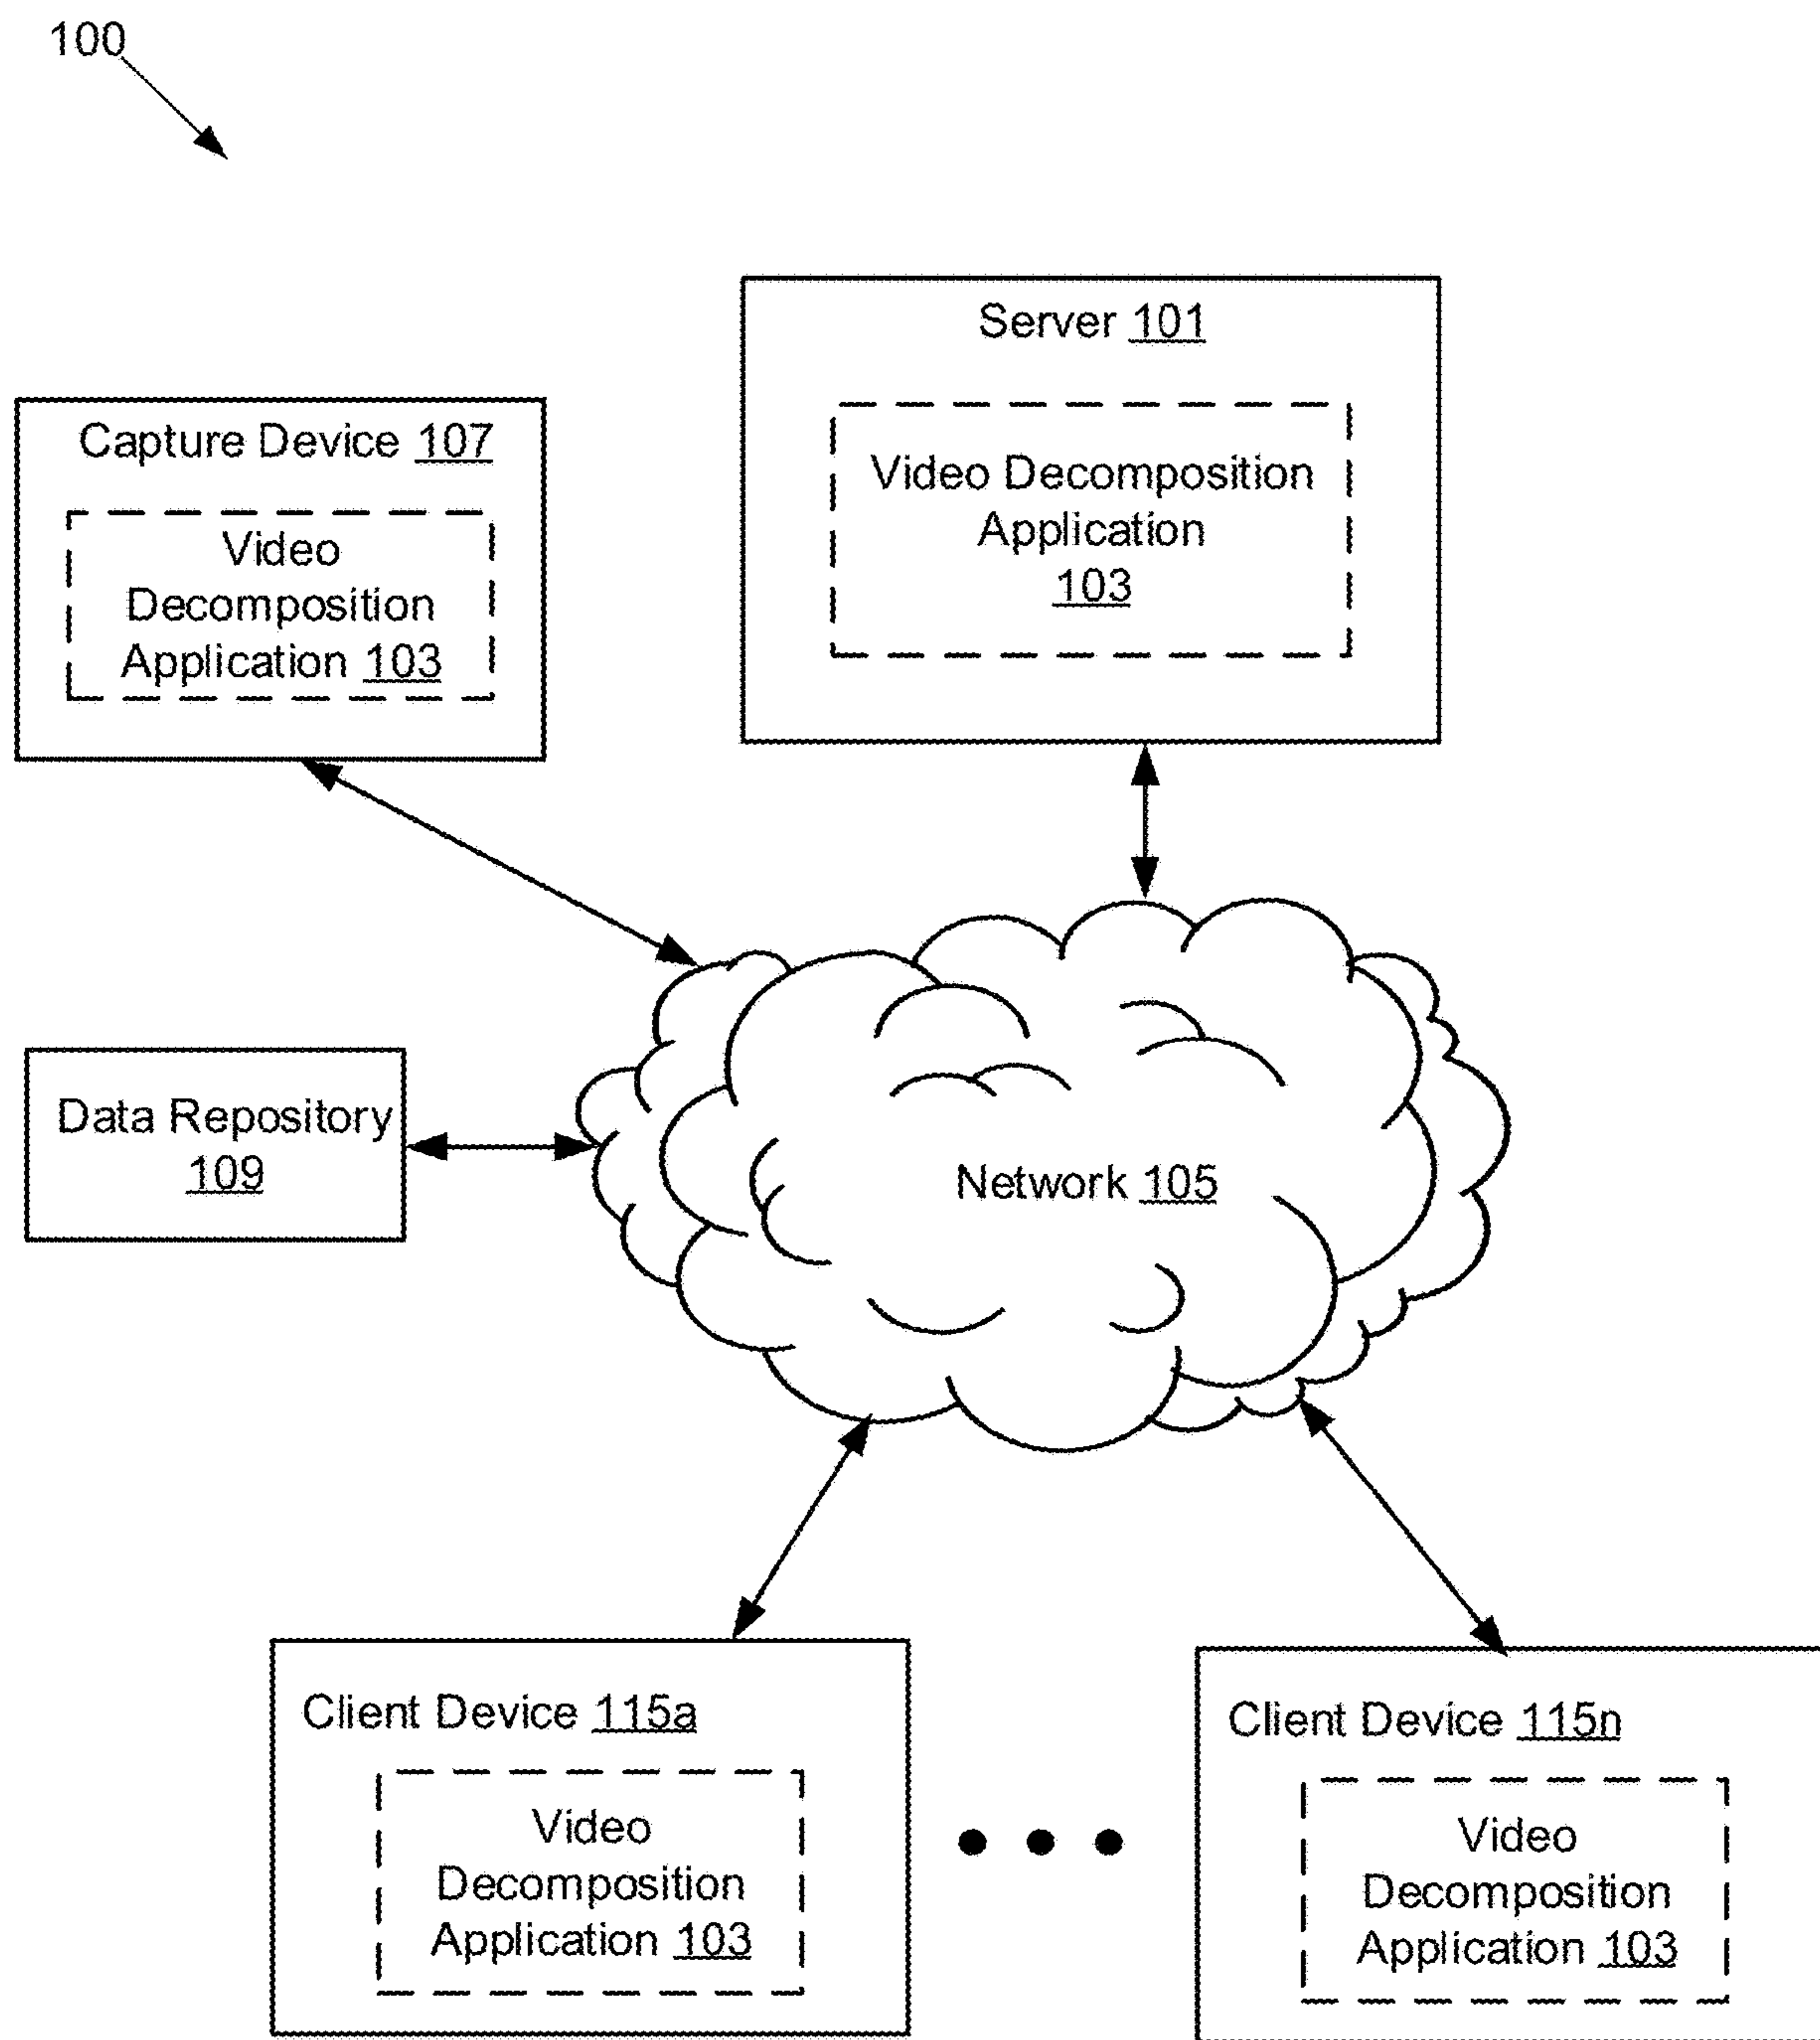 100
Server 101
Video Decomposition
Application
103
Capture Device 107
Video
Decomposition
Application 103
Data Repository
109
Network 105
Client Device 115a
Video
Decomposition
Application 103
Client Device 115n
Video
Decomposition
Application 103